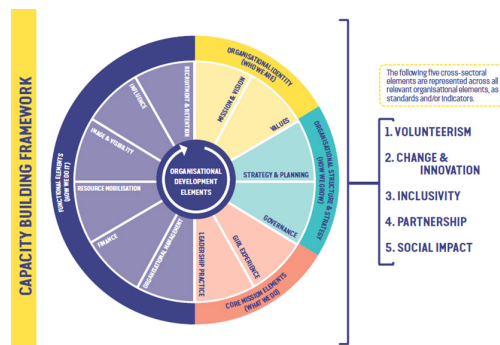 CAPACITY BUILDING FRAMEWORK
FUNCTIONAL ELEMENTS
(HOW WE DO IT)
ORGANISATIONAL IDENTITY
(WHO WE ARE)
ORGANISATIONAL STRUCTURE & STRATEGY
(HOW WE GROW)
CORE MISSION ELEMENTS
(WHAT WE DO)
RECRUITMENT & RETENTION
MISSION & VISION
VALUES
STRATEGY & PLANNING
GOVERNANCE
GIRL EXPERIENCE
LEADERSHIP PRACTICE
ORGANISATIONAL MANAGEMENT
FINANCE
RESOURCE MOBILISATION
IMAGE & VISIBILITY
INFLUENCE
ORGANISATIONAL
DEVELOPMENT
ELEMENTS
The following five cross-sectoral
elements are represented across all
relevant organisational elements, as
standards and/or Indicators.
1. VOLUNTEERISM
2. CHANGE &
INNOVATION
3. INCLUSIVITY
4. PARTNERSHIP
5. SOCIAL IMPACT